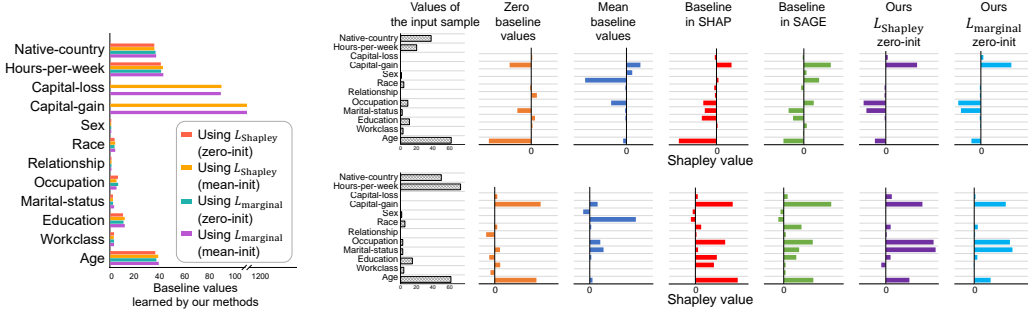 Native-country
Hours-per-week
Capital-loss
Capital-gain
Sex
Race
Relationship
Occupation
Marital-status
Education
Workclass
Age
Using L_Shapley
(zero-init)
Using L_Shapley
(mean-init)
Using L_marginal
(zero-init)
Using L_marginal
(mean-init)
0 20 40 60 80 100 1200
Baseline values
learned by our methods
Values of
the input sample
Zero
baseline
values
Mean
baseline
values
Baseline
in SHAP
Baseline
in SAGE
Ours
L_Shapley
zero-init
Ours
L_marginal
zero-init
Native-country
Hours-per-week
Capital-loss
Capital-gain
Sex
Race
Relationship
Occupation
Marital-status
Education
Workclass
Age
0 20 40 60
0 0 0 0 0 0
Shapley value
Shapley value
Native-country
Hours-per-week
Capital-loss
Capital-gain
Sex
Race
Relationship
Occupation
Marital-status
Education
Workclass
Age
0 20 40 60
0 0 0 0 0 0
Shapley value
Shapley value